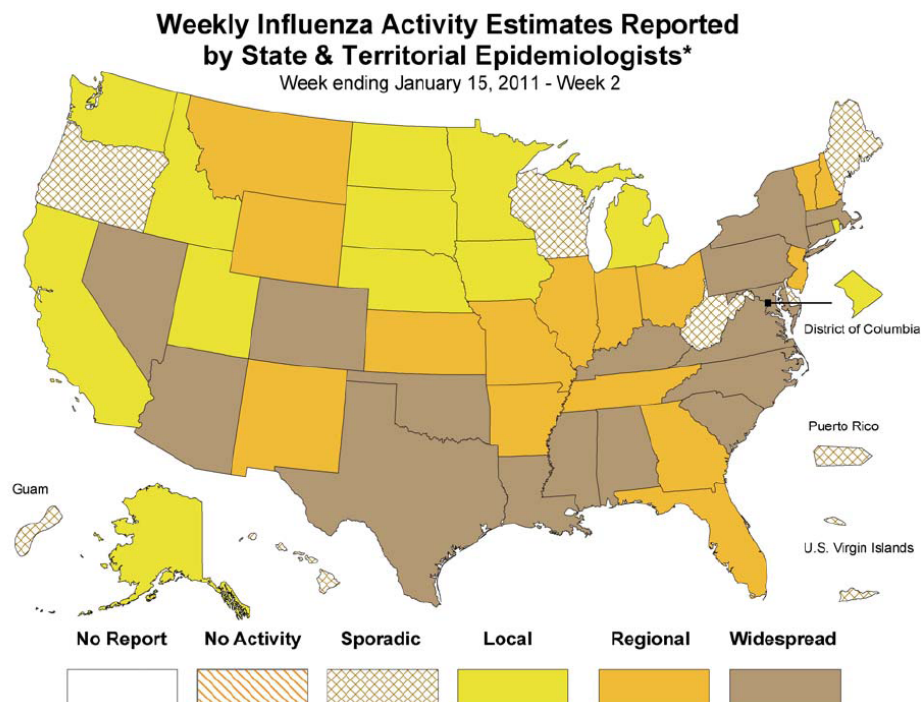 Weekly Influenza Activity Estimates Reported
by State & Territorial Epidemiologists*
Week ending January 15, 2011 - Week 2
District of Columbia
Puerto Rico
Guam
U.S. Virgin Islands
No Report No Activity Sporadic Local Regional Widespread